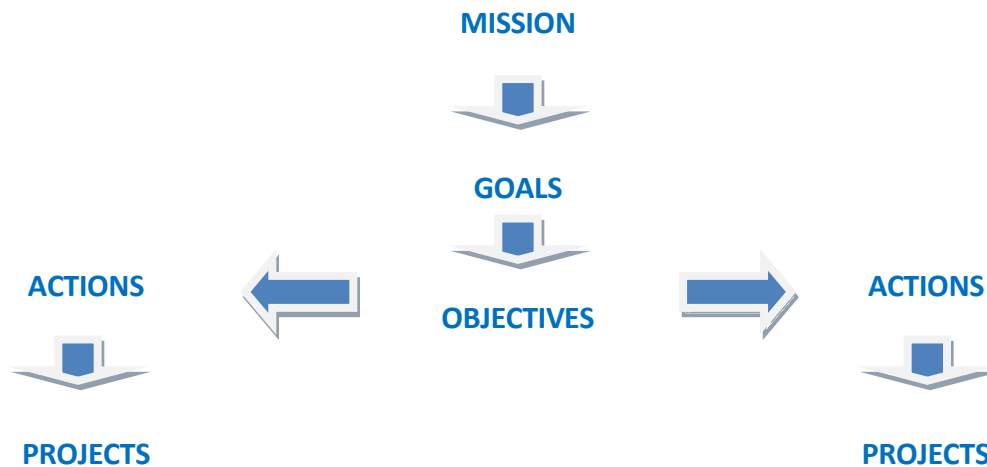 MISSION
GOALS
ACTIONS
ACTIONS
OBJECTIVES
PROJECTS
PROJECTS